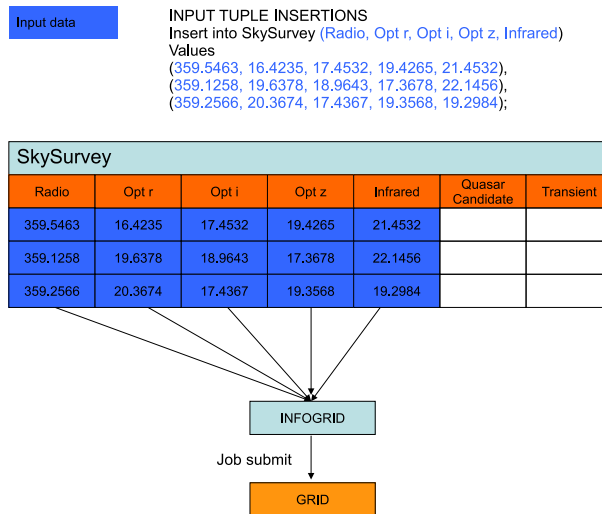 Input data
INPUT TUPLE INSERTIONS
Insert into SkySurvey (Radio, Opt r, Opt i, Opt z, Infrared)
Values
(359.5463, 16.4235, 17.4532, 19.4265, 21.4532),
(359.1258, 19.6378, 18.9643, 17.3678, 22.1456),
(359.2566, 20.3674, 17.4367, 19.3568, 19.2984);
SkySurvey
Radio Opt r Opt i Opt z Infrared Quasar Candidate Transient
359.5463 16.4235 17.4532 19.4265 21.4532
359.1258 19.6378 18.9643 17.3678 22.1456
359.2566 20.3674 17.4367 19.3568 19.2984
INFOGRID
Job submit
GRID